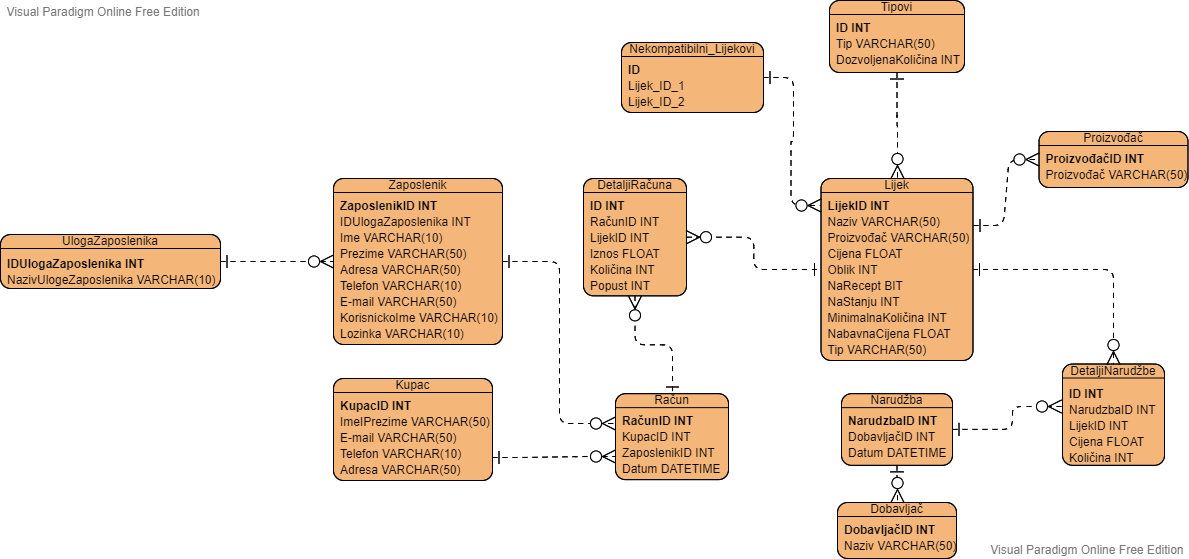 Visual Paradigm Online Free Edition
Tipovi
ID INT
Tip VARCHAR(50)
DozvoljenaKoličina INT
Nekompatibilni_Lijekovi
ID
Lijek_ID_1
Lijek_ID_2
Proizvođač
ProizvođačID INT
Proizvođač VARCHAR(50)
Zaposlenik
ZaposlenikID INT
IDUlogaZaposlenika INT
Ime VARCHAR(10)
Prezime VARCHAR(50)
Adresa VARCHAR(50)
Telefon VARCHAR(10)
E-mail VARCHAR(50)
KorisnickoIme VARCHAR(10)
Lozinka VARCHAR(10)
DetaljiRačuna
ID INT
RačunID INT
LijekID INT
Iznos FLOAT
Količina INT
Popust INT
Lijek
LijekID INT
Naziv VARCHAR(50)
Proizvođač VARCHAR(50)
Cijena FLOAT
Oblik INT
NaRecept BIT
NaStanju INT
MinimalnaKoličina INT
NabavnaCijena FLOAT
Tip VARCHAR(50)
UlogaZaposlenika
IDUlogaZaposlenika INT
NazivUlogeZaposlenika VARCHAR(10)
Kupac
KupacID INT
ImeIPrezime VARCHAR(50)
E-mail VARCHAR(50)
Telefon VARCHAR(10)
Adresa VARCHAR(50)
Račun
RačunID INT
KupacID INT
ZaposlenikID INT
Datum DATETIME
Narudžba
NarudzbaID INT
DobavljačID INT
Datum DATETIME
DetaljiNarudžbe
ID INT
NarudzbaID INT
LijekID INT
Cijena FLOAT
Količina INT
Dobavljač
DobavljačID INT
Naziv VARCHAR(50)
Visual Paradigm Online Free Edition